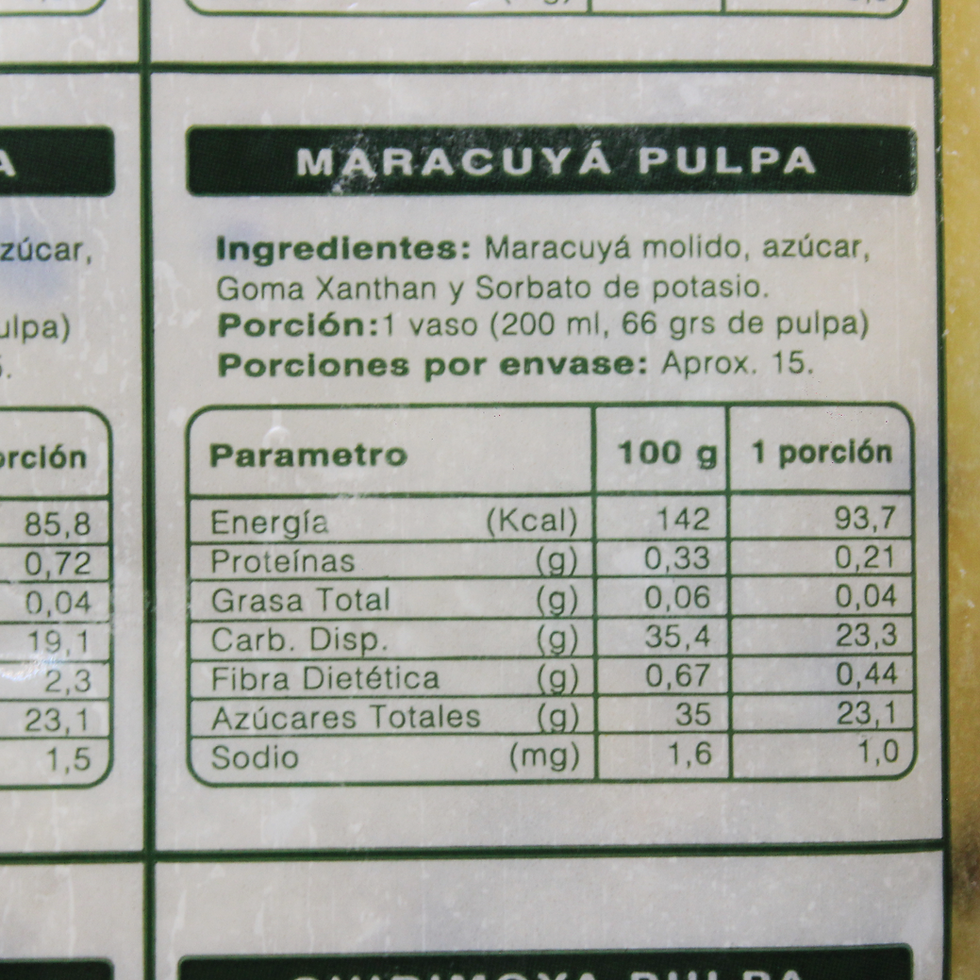 MARACUYÁ PULPA
Ingredientes: Maracuyá molido, azúcar,
Goma Xanthan y Sorbato de potasio.
Porción:1 vaso (200 ml, 66 grs de pulpa)
Porciones por envase: Aprox. 15.
Parametro 100 g 1 porción
Energía (Kcal) 142 93,7
Proteínas (g) 0,33 0,21
Grasa Total (g) 0,06 0,04
Carb. Disp. (g) 35,4 23,3
Fibra Dietética (g) 0,67 0,44
Azúcares Totales (g) 35 23,1
Sodio (mg) 1,6 1,0
85,8
0,72
0,04
19,1
2,3
23,1
1,5